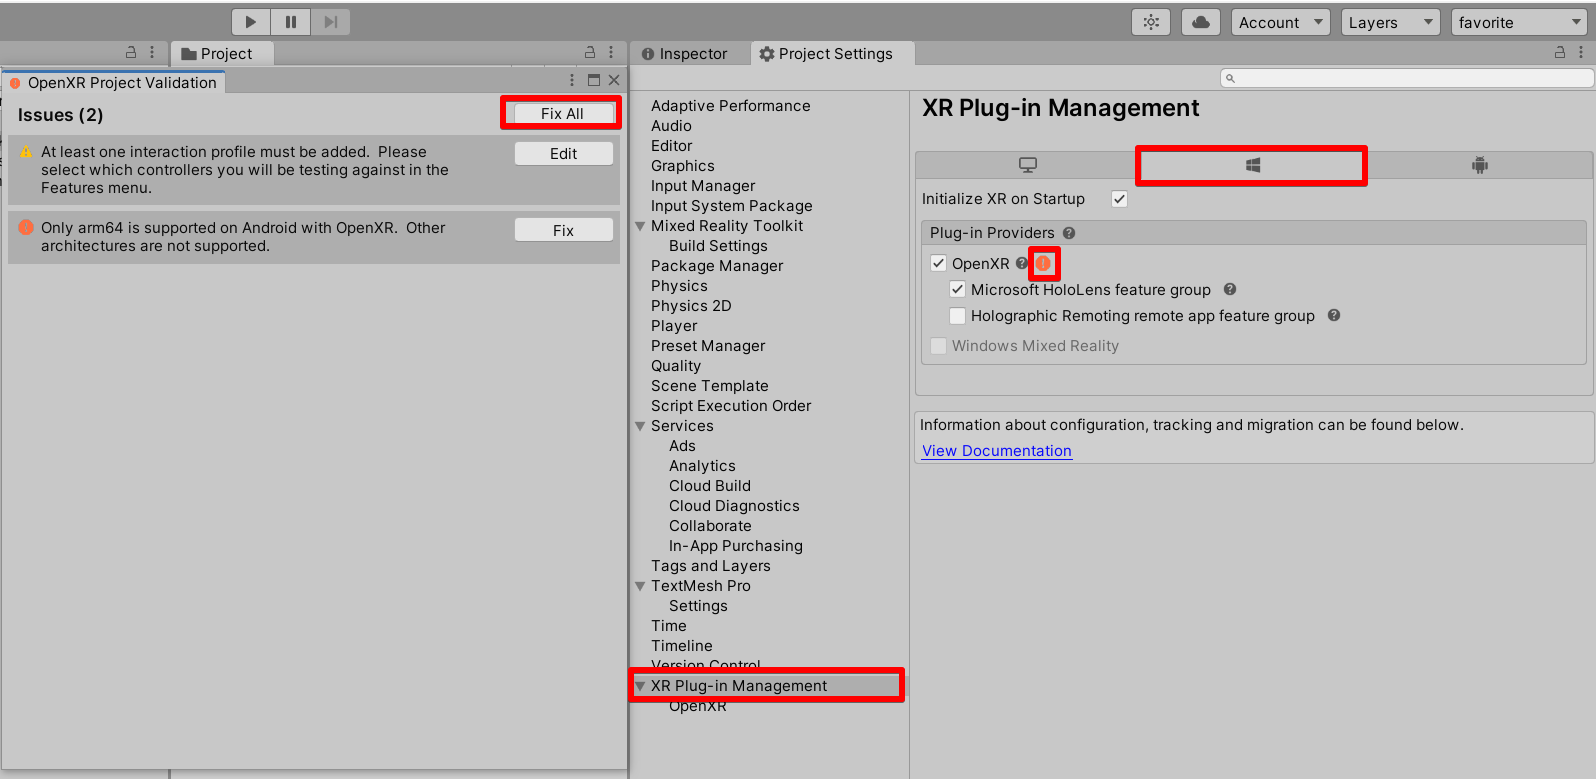 Account
Layers
favorite
Project
Inspector
Project Settings
OpenXR Project Validation
Issues (2)
Fix All
At least one interaction profile must be added.  Please
select which controllers you will be testing against in the
Features menu.
Edit
Only arm64 is supported on Android with OpenXR.  Other
architectures are not supported.
Fix
Adaptive Performance
Audio
Editor
Graphics
Input Manager
Input System Package
Mixed Reality Toolkit
Build Settings
Package Manager
Physics
Physics 2D
Player
Preset Manager
Quality
Scene Template
Script Execution Order
Services
Ads
Analytics
Cloud Build
Cloud Diagnostics
Collaborate
In-App Purchasing
Tags and Layers
TextMesh Pro
Settings
Time
Timeline
Version Control
XR Plug-in Management
OpenXR
XR Plug-in Management
Initialize XR on Startup
Plug-in Providers
OpenXR
Microsoft HoloLens feature group
Holographic Remoting remote app feature group
Windows Mixed Reality
Information about configuration, tracking and migration can be found below.
View Documentation